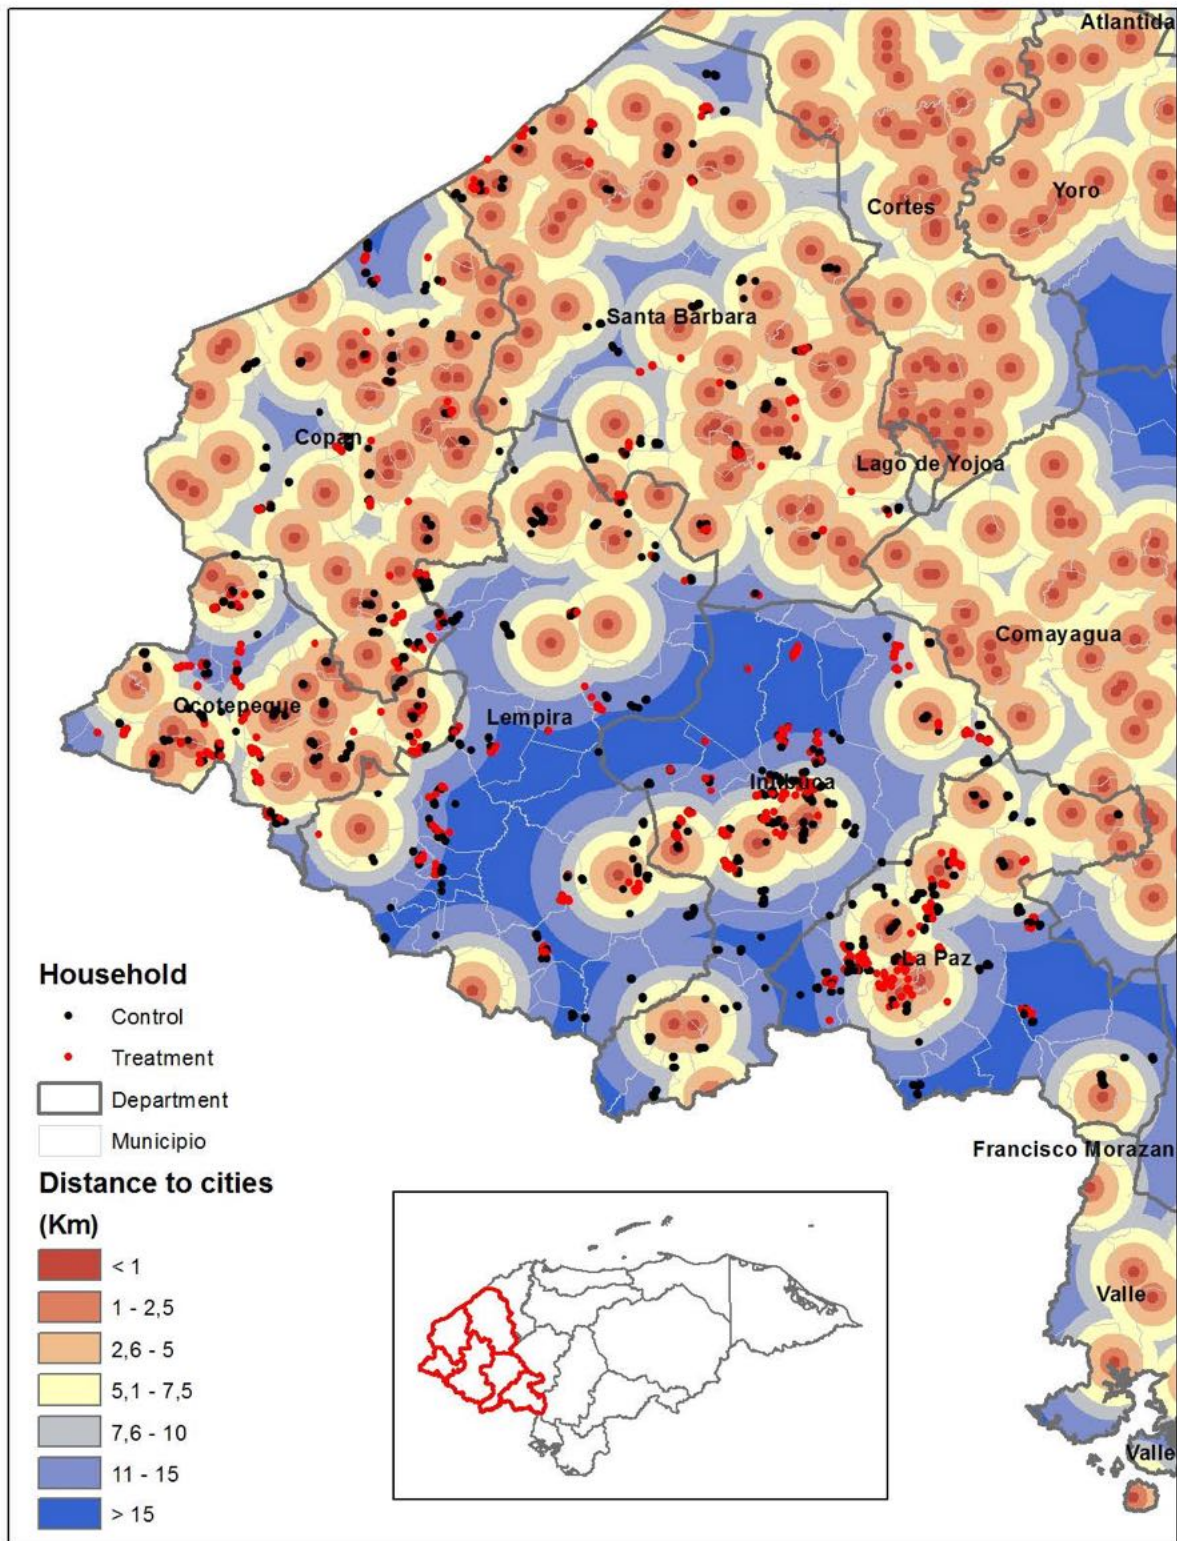 Atlantida
Yoro
Cortes
Santa Bárbara
Copan
Lago de Yojoa
Comayagua
Ocotepeque
Lempira
Intibuca
La Paz
Francisco Morazan
Valle
Valle
Household
Control
Treatment
Department
Municipio
Distance to cities
(Km)
< 1
1 - 2,5
2,6 - 5
5,1 - 7,5
7,6 - 10
11 - 15
> 15